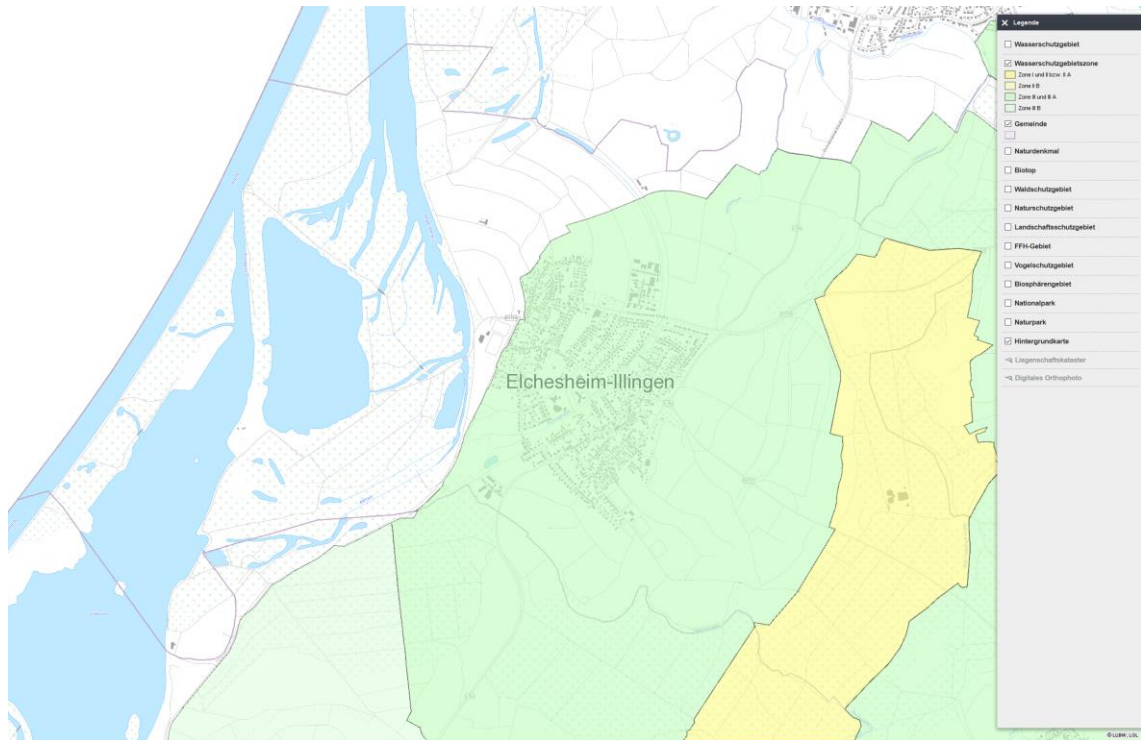 Legende
Wasserschutzgebiet
Wasserschutzgebietszone
Zone I und II bzw. II A
Zone II B
Zone III und III A
Zone III B
Gemeinde
Naturdenkmal
Biotop
Waldschutzgebiet
Naturschutzgebiet
Landschaftsschutzgebiet
FFH-Gebiet
Vogelschutzgebiet
Biosphärengebiet
Nationalpark
Naturpark
Hintergrundkarte
Liegenschaftskataster
Digitales Orthophoto
Elchesheim-Illingen
© LUBW, LGL